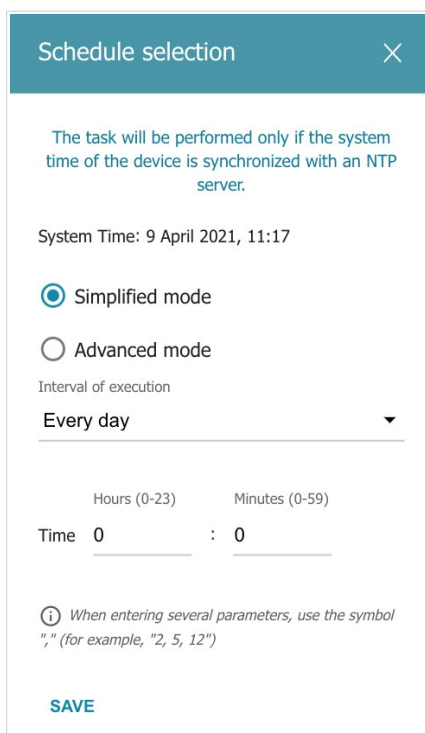 Schedule selection
The task will be performed only if the system
time of the device is synchronized with an NTP
server.
System Time: 9 April 2021, 11:17
Simplified mode
Advanced mode
Interval of execution
Every day
Hours (0-23) Minutes (0-59)
Time 0 : 0
When entering several parameters, use the symbol
"," (for example, "2, 5, 12")
SAVE